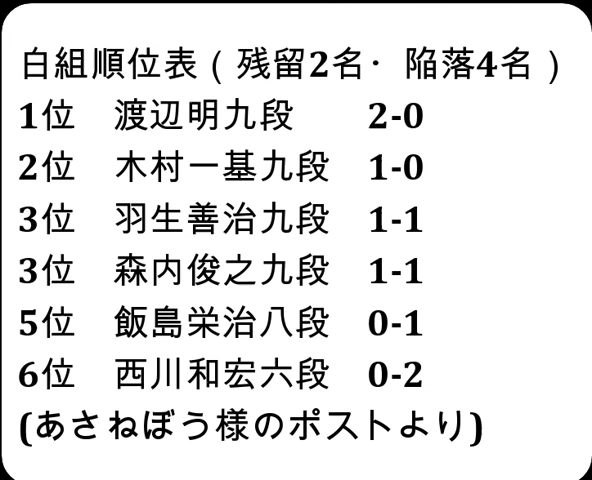 白組順位表（残留2名・陥落4名）
1位　渡辺明九段　2-0
2位　木村一基九段　1-0
3位　羽生善治九段　1-1
3位　森内俊之九段　1-1
5位　飯島栄治八段　0-1
6位　西川和宏六段　0-2
(あさねぼう様のポストより)